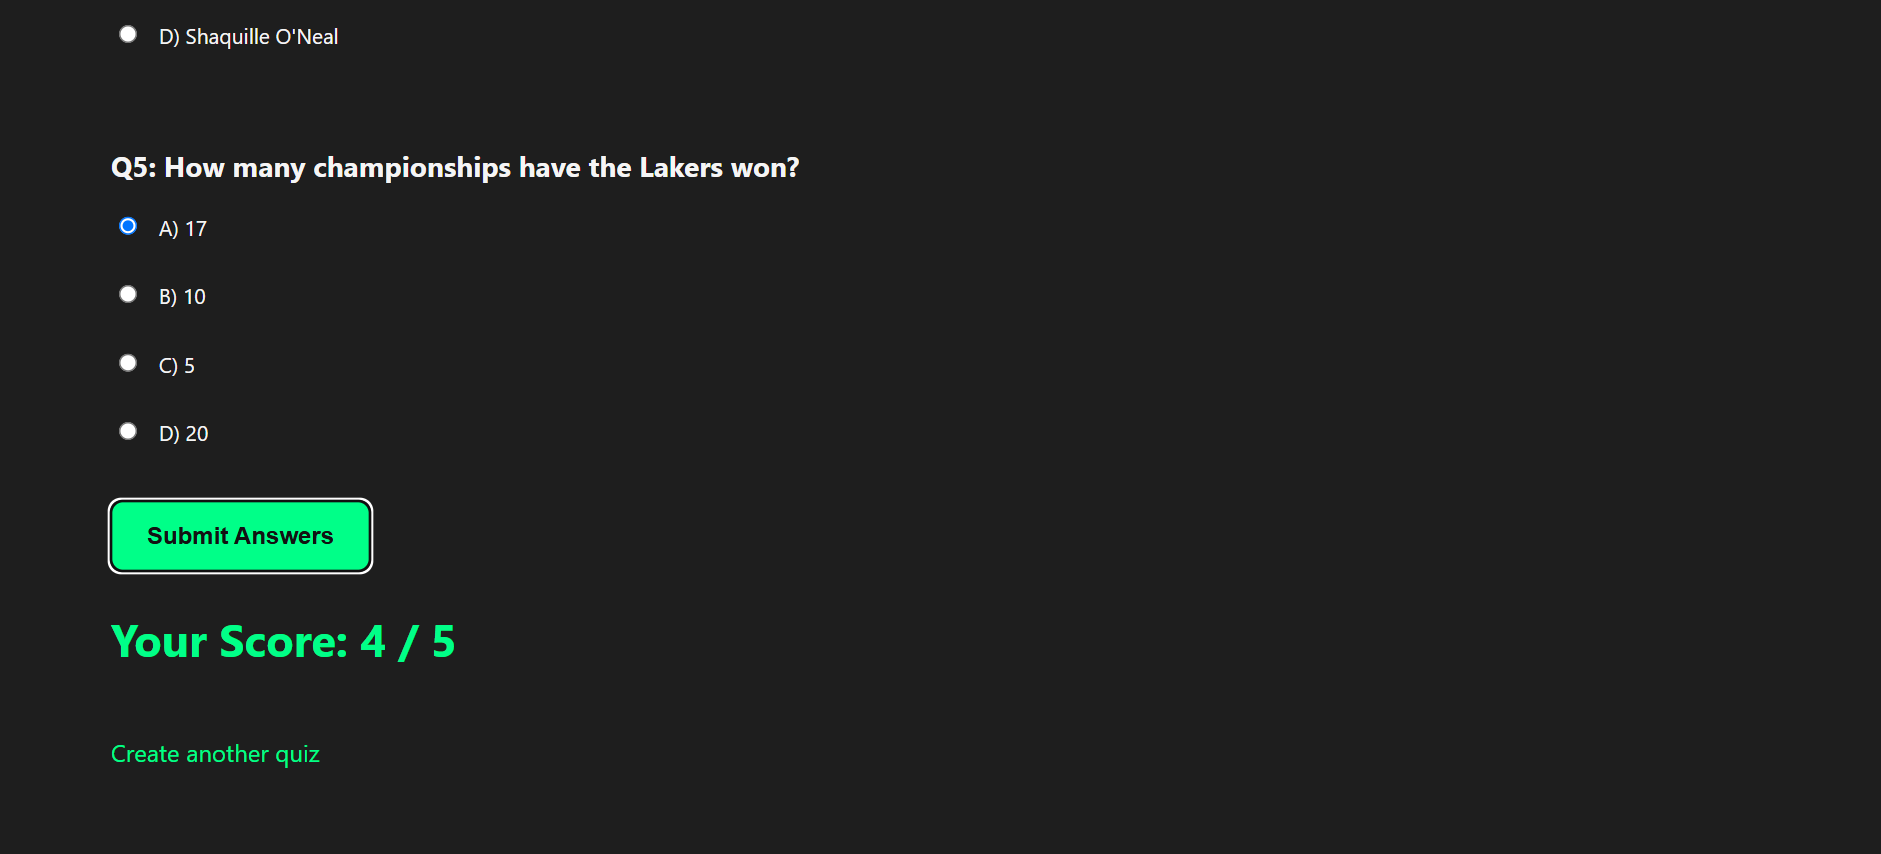 D) Shaquille O'Neal
Q5: How many championships have the Lakers won?
A) 17
B) 10
C) 5
D) 20
Submit Answers
Your Score: 4 / 5
Create another quiz